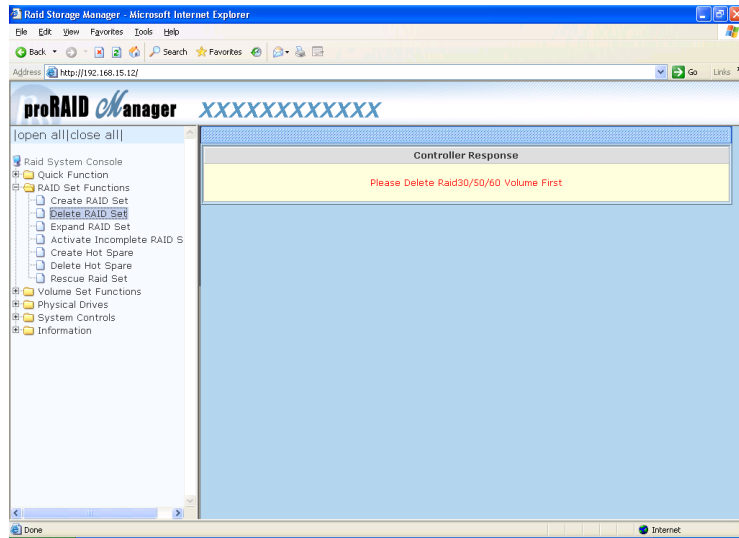 Raid Storage Manager - Microsoft Internet Explorer
File Edit View Favorites Tools Help
Back Search Favorites
Address http://192.168.15.12/ Go Links
proRAID Manager XXXXXXXXXXXX
|open all|close all|
Raid System Console
Quick Function
RAID Set Functions
Create RAID Set
Delete RAID Set
Expand RAID Set
Activate Incomplete RAID S
Create Hot Spare
Delete Hot Spare
Rescue Raid Set
Volume Set Functions
Physical Drives
System Controls
Information
Controller Response
Please Delete Raid30/50/60 Volume First
Done Internet